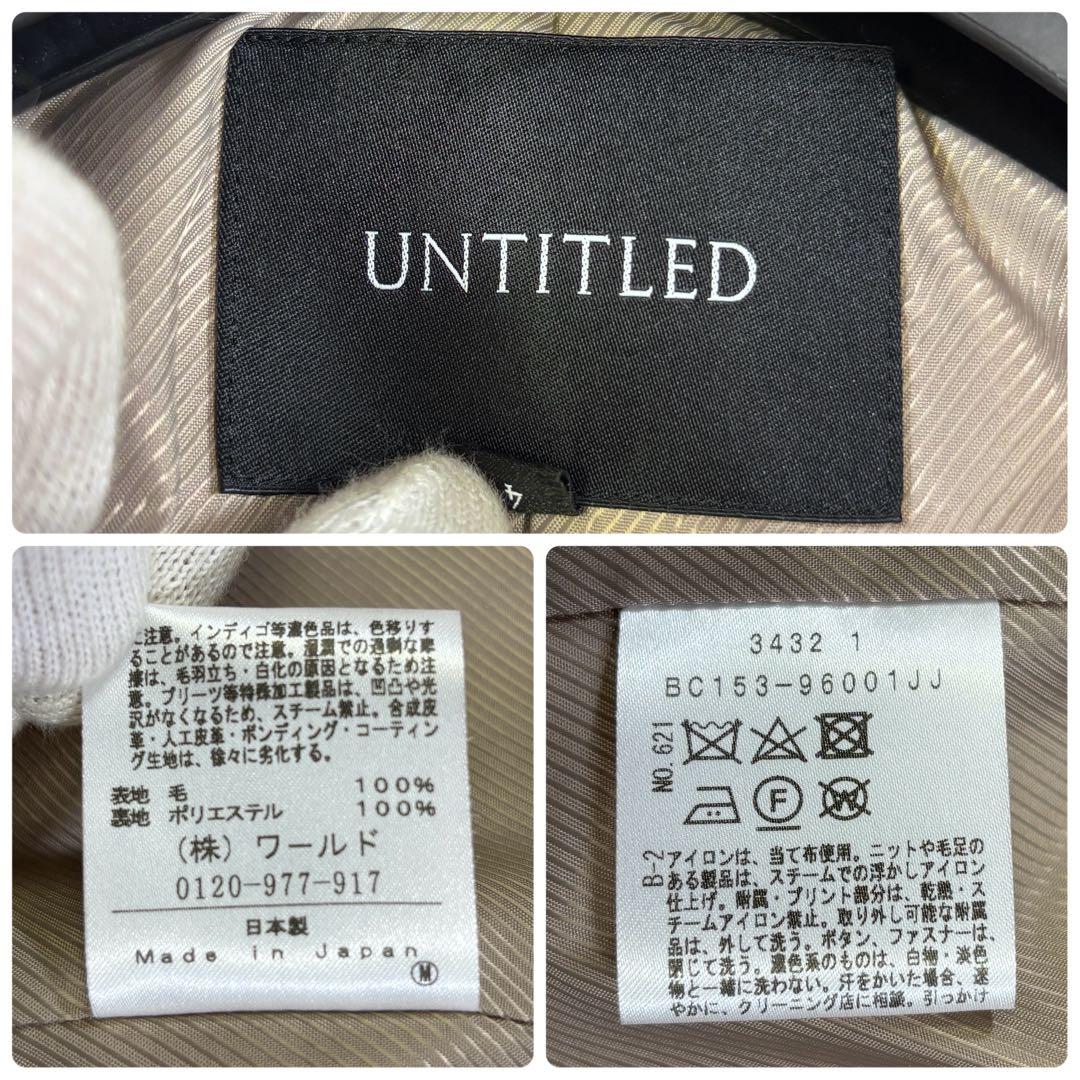 UNTITLED
4
に注意。インディゴ等濃色品は、色移りす
ることがあるので注意。湿潤での過剰な摩
擦は、毛羽立ち・白化の原因となるため注
意。プリーツ等特殊加工製品は、凹凸や光
沢がなくなるため、スチーム禁止。合成皮
革・人工皮革・ボンディング・コーティン
グ生地は、徐々に劣化する。
表地 毛 100%
裏地 ポリエステル 100%
(株) ワールド
0120-977-917
日本製
Made in Japan
M
3432 1
BC153-96001JJ
NO.621
F
W
B-2
アイロンは、当て布使用。ニットや毛足の
ある製品は、スチームでの浮かしアイロン
仕上げ。附属・プリント部分は、乾熱・ス
チームアイロン禁止。取り外し可能な附属
品は、外して洗う。ボタン、ファスナーは、
閉じて洗う。濃色系のものは、白物・淡色
物と一緒に洗わない。汗をかいた場合、速
やかに、クリーニング店に相談。引っかけ